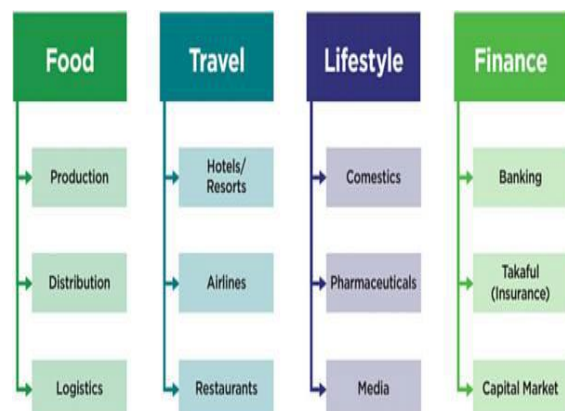 Food
Production
Distribution
Logistics
Travel
Hotels/
Resorts
Airlines
Restaurants
Lifestyle
Comestics
Pharmaceuticals
Media
Finance
Banking
Takaful
(Insurance)
Capital Market